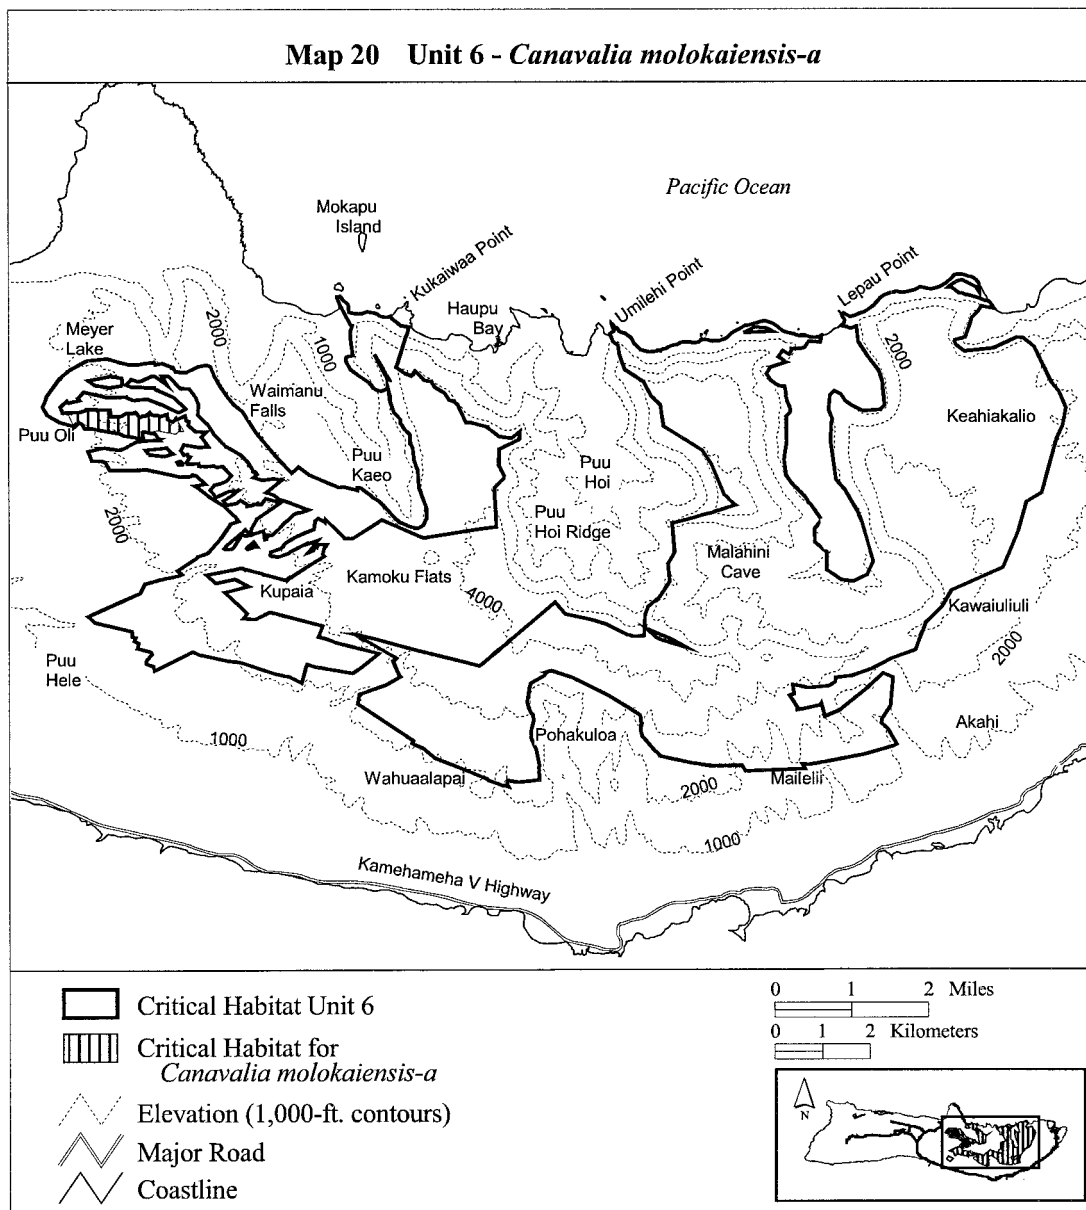 Map 20 Unit 6 - Canavalia molokaiensis-a
Pacific Ocean
Mokapu
Island
Kukaiwaa Point
Haupu
Bay
Umilehi Point
Lepau Point
Meyer
Lake
2000
1000
2000
Waimanu
Falls
Keahiakalio
Puu Oli
Puu
Kaeo
Puu
Hoi
Puu
Hoi Ridge
2000
Malahini
Cave
Kamoku Flats
Kupaia
4000
Kawaiuliuli
2000
Puu
Hele
1000
Pohakuloa
Akahi
Wahuaalapai
Mailelii
2000
1000
Kamehameha V Highway
Critical Habitat Unit 6
Critical Habitat for
Canavalia molokaiensis-a
Elevation (1,000-ft. contours)
Major Road
Coastline
0 1 2 Miles
0 1 2 Kilometers
N